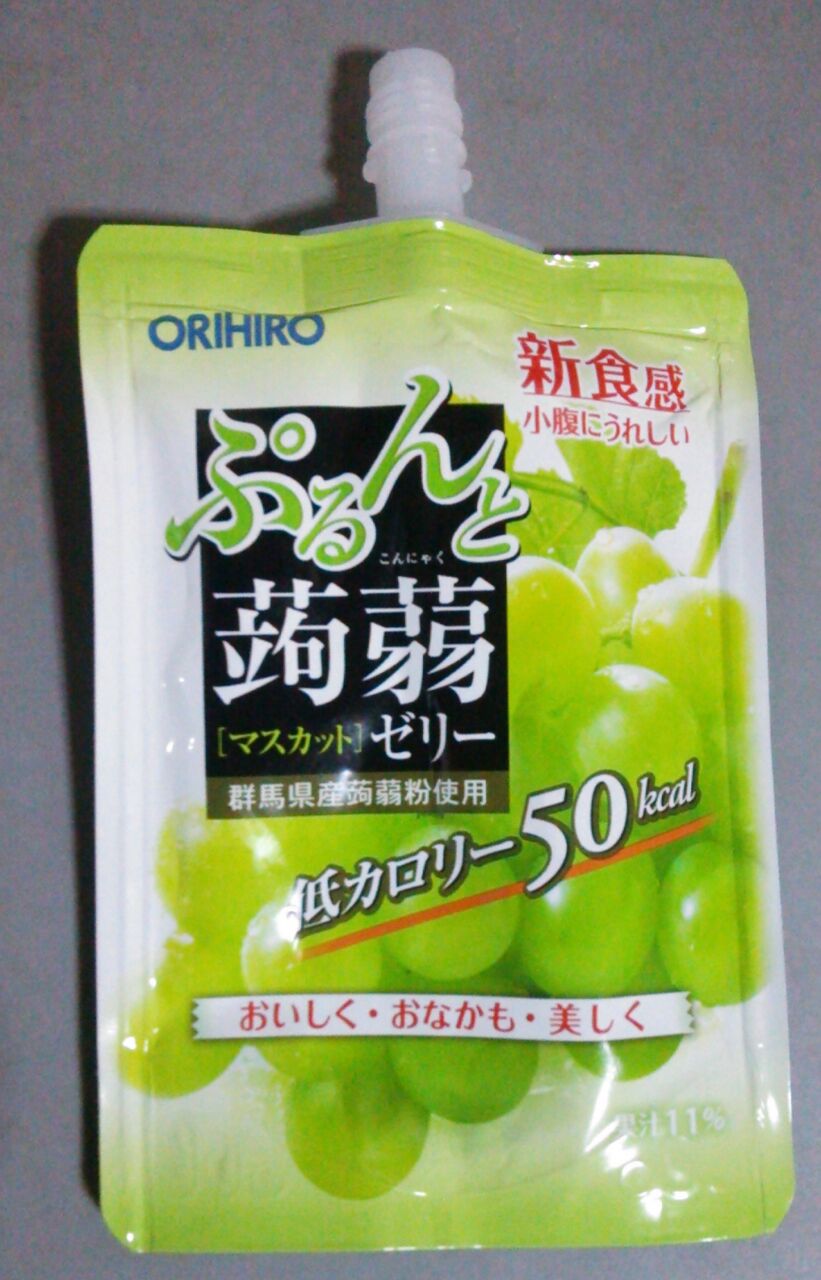 ORIHIRO
新食感
小腹にうれしい
ぷるんと
こんにゃく
蒟蒻
[マスカット]ゼリー
群馬県産蒟蒻粉使用
低カロリー50kcal
おいしく・おなかも・美しく
果汁11%